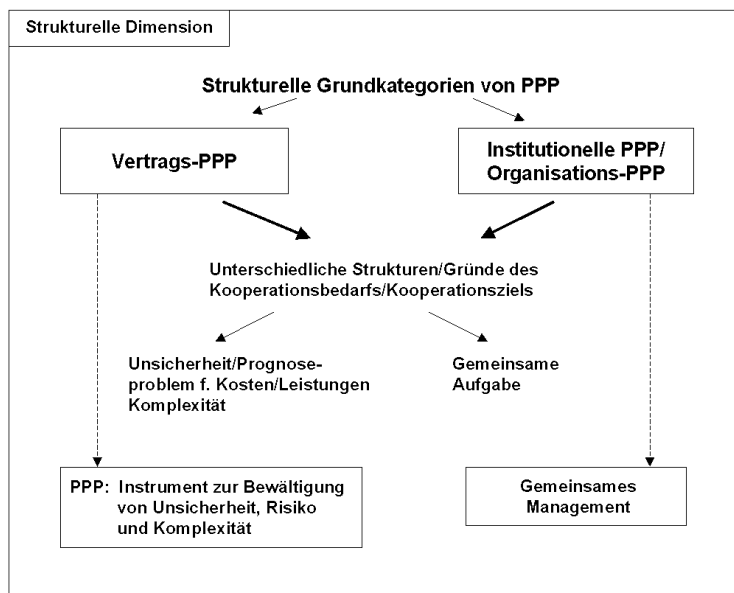 Strukturelle Dimension
Strukturelle Grundkategorien von PPP
Vertrags-PPP
Institutionelle PPP/
Organisations-PPP
Unterschiedliche Strukturen/Gründe des
Kooperationsbedarfs/Kooperationsziels
Unsicherheit/Prognose-
problem f. Kosten/Leistungen
Komplexität
Gemeinsame
Aufgabe
PPP: Instrument zur Bewältigung
von Unsicherheit, Risiko
und Komplexität
Gemeinsames
Management